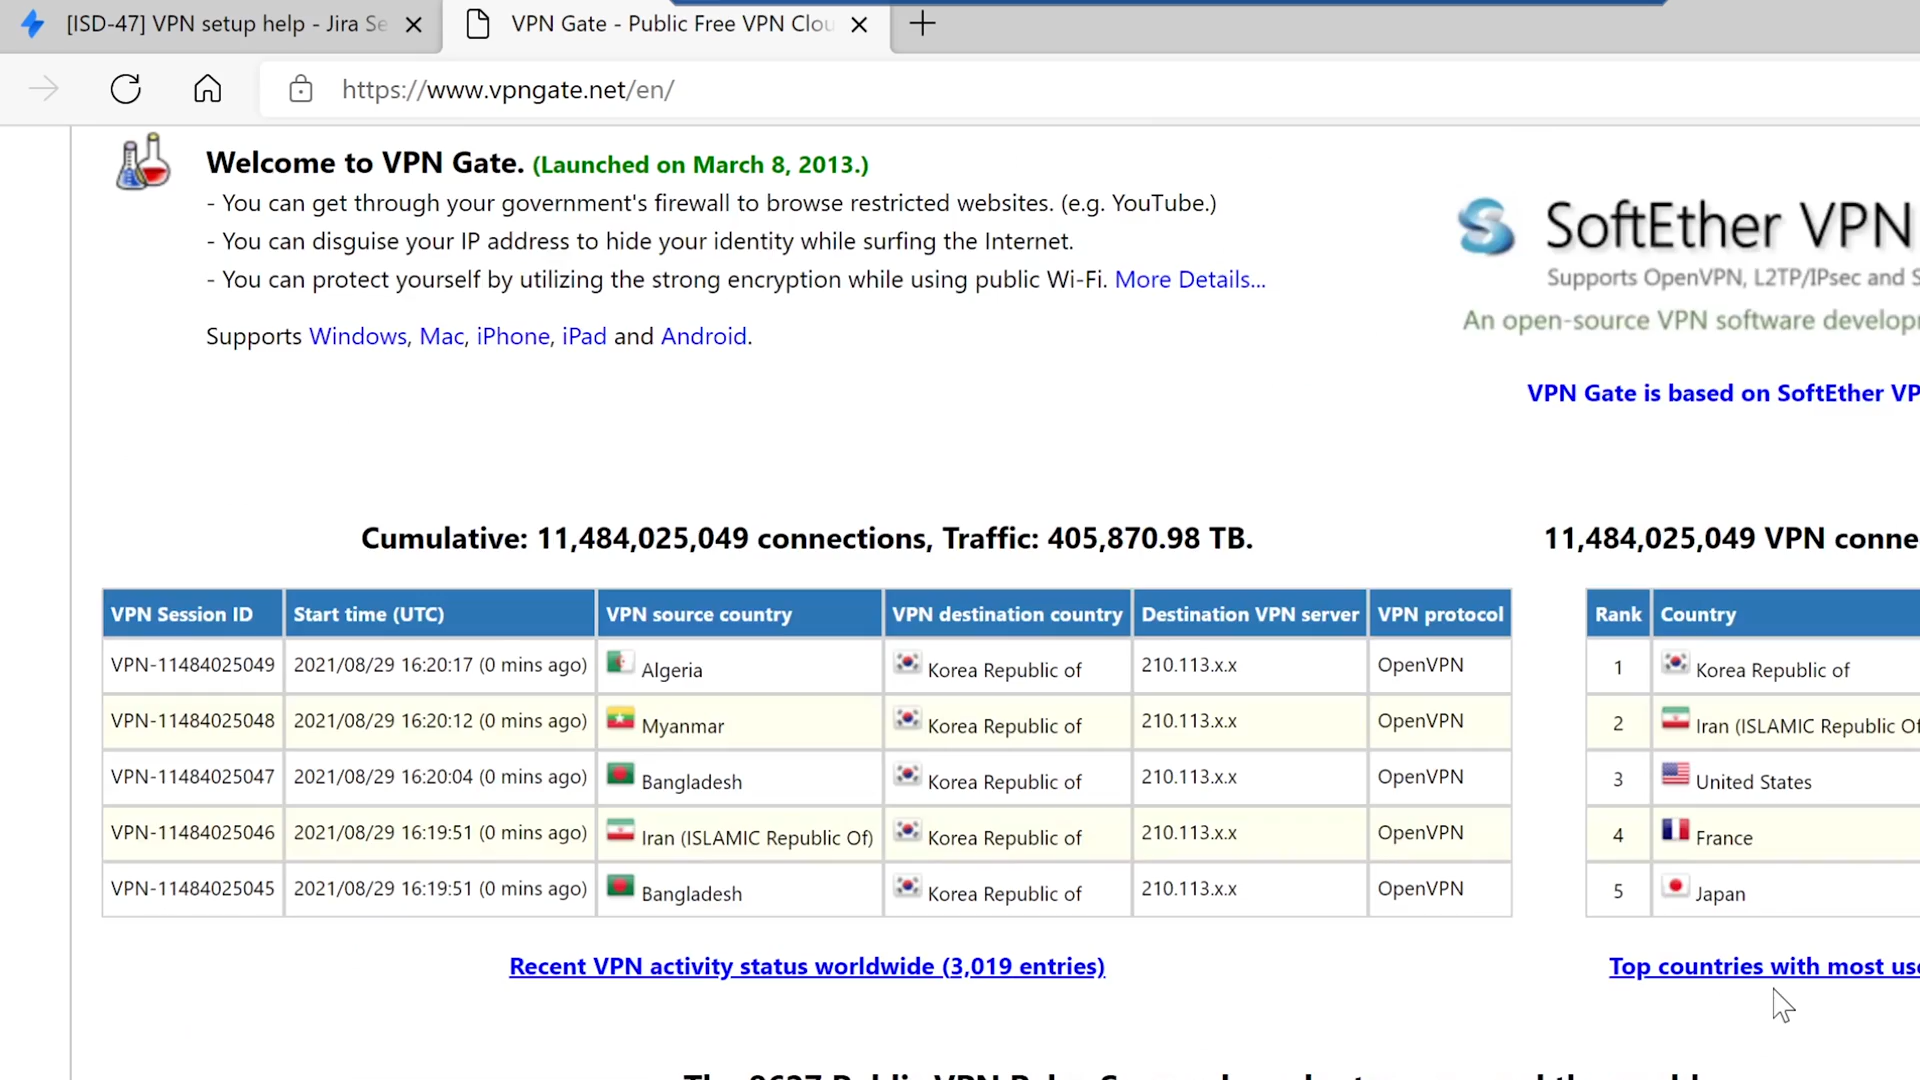 [ISD-47] VPN setup help - Jira Se
VPN Gate - Public Free VPN Clou
https://www.vpngate.net/en/
Welcome to VPN Gate. (Launched on March 8, 2013.)
- You can get through your government's firewall to browse restricted websites. (e.g. YouTube.)
- You can disguise your IP address to hide your identity while surfing the Internet.
- You can protect yourself by utilizing the strong encryption while using public Wi-Fi. More Details...
Supports Windows, Mac, iPhone, iPad and Android.
SoftEther VPN
Supports OpenVPN, L2TP/IPsec and S
An open-source VPN software develop
VPN Gate is based on SoftEther VP
Cumulative: 11,484,025,049 connections, Traffic: 405,870.98 TB.
VPN Session ID Start time (UTC) VPN source country VPN destination country Destination VPN server VPN protocol
VPN-11484025049 2021/08/29 16:20:17 (0 mins ago) Algeria Korea Republic of 210.113.x.x OpenVPN
VPN-11484025048 2021/08/29 16:20:12 (0 mins ago) Myanmar Korea Republic of 210.113.x.x OpenVPN
VPN-11484025047 2021/08/29 16:20:04 (0 mins ago) Bangladesh Korea Republic of 210.113.x.x OpenVPN
VPN-11484025046 2021/08/29 16:19:51 (0 mins ago) Iran (ISLAMIC Republic Of) Korea Republic of 210.113.x.x OpenVPN
VPN-11484025045 2021/08/29 16:19:51 (0 mins ago) Bangladesh Korea Republic of 210.113.x.x OpenVPN
Recent VPN activity status worldwide (3,019 entries)
11,484,025,049 VPN conne
Rank Country
1 Korea Republic of
2 Iran (ISLAMIC Republic Of
3 United States
4 France
5 Japan
Top countries with most us